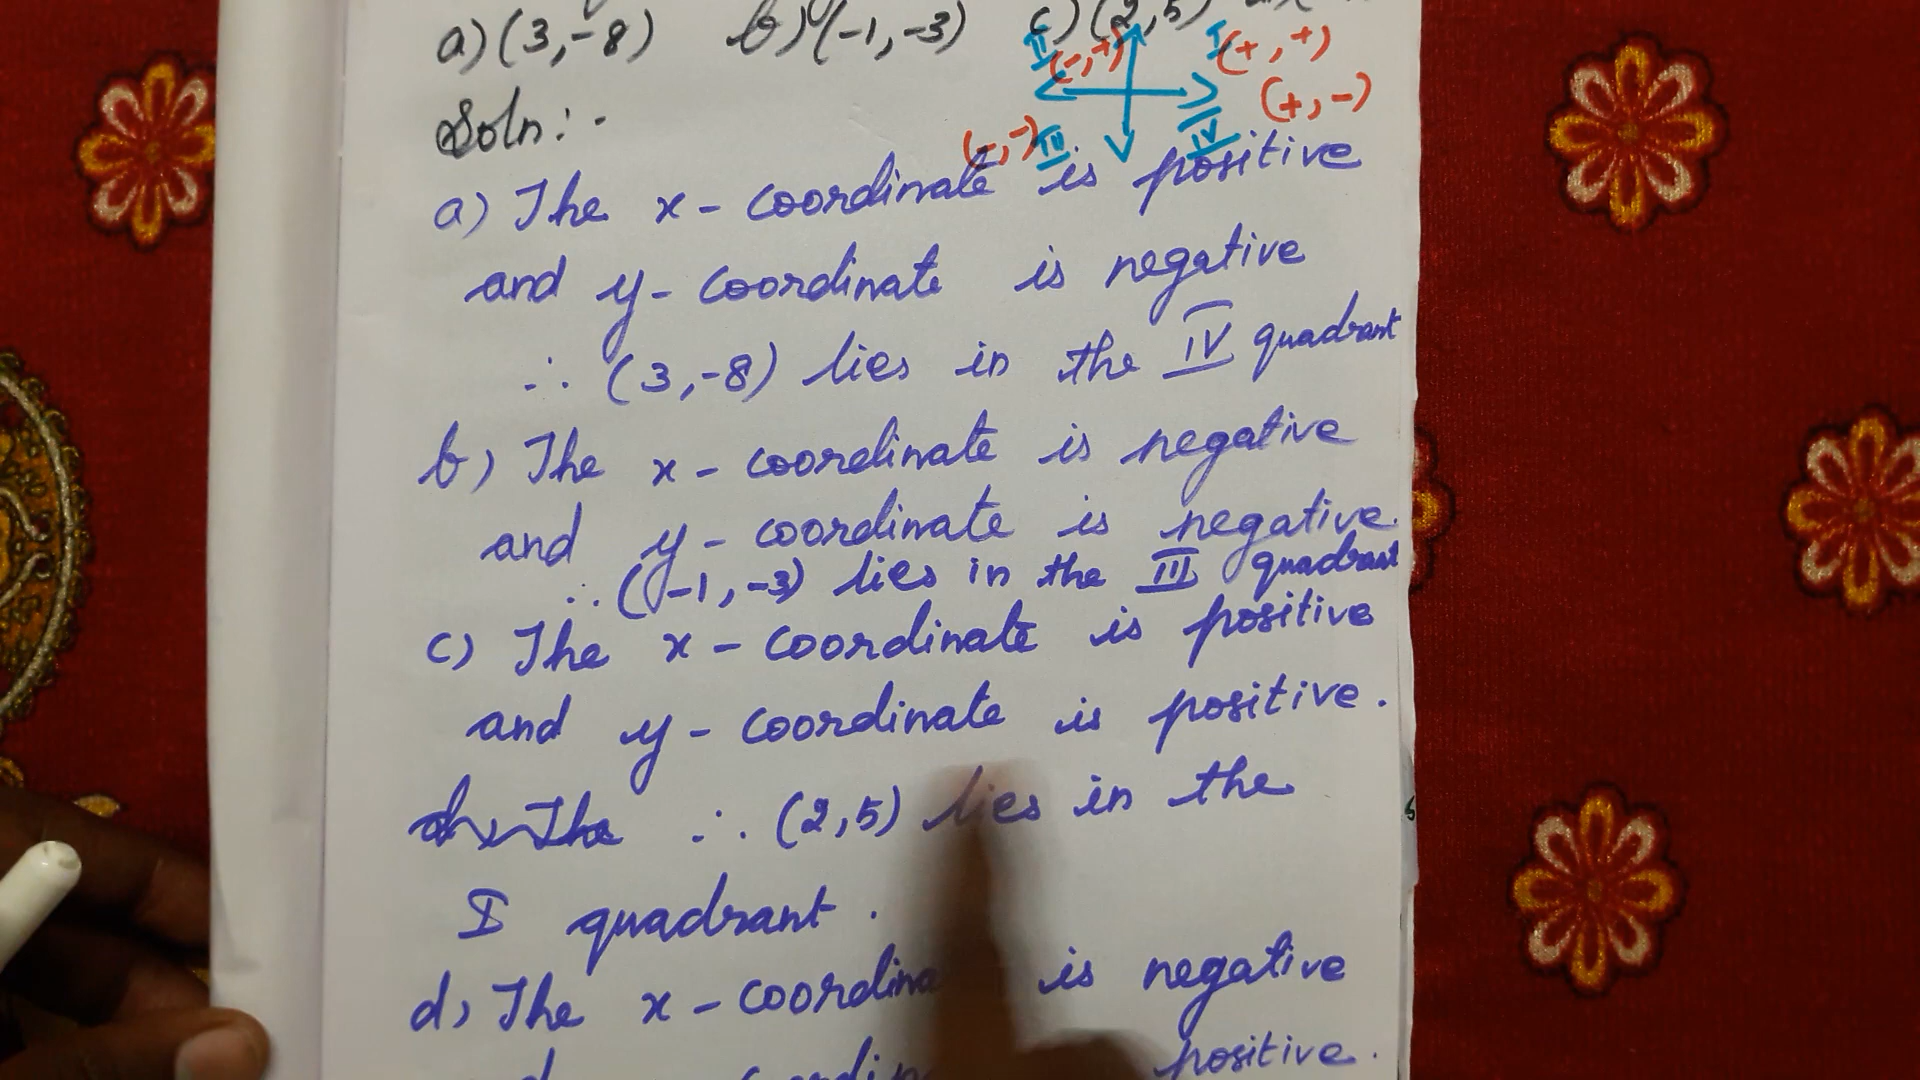 a) (3,-8) b) (-1,-3) c) (2,5)
II (-,+) I (+,+)
(+,-)
Soln:-
(-,-) III IV
a) The x-coordinate is positive
and y-coordinate is negative
∴ (3,-8) lies in the IV quadrant
b) The x-coordinate is negative
and y-coordinate is negative.
∴ (-1,-3) lies in the III quadrant
c) The x-coordinate is positive
and y-coordinate is positive.
∴ (2,5) lies in the
I quadrant.
d) The x-coordina is negative
positive.